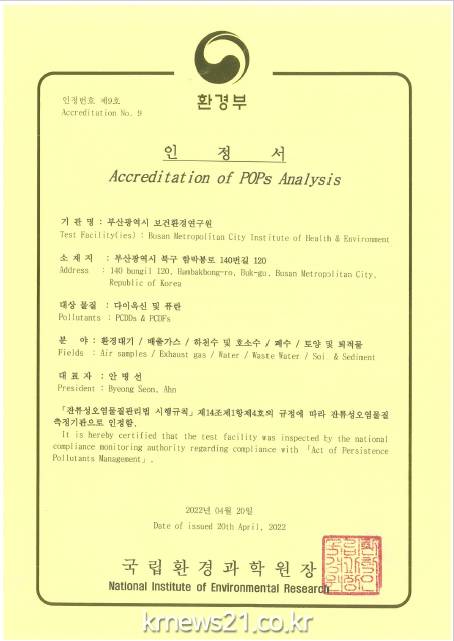 환경부
인정번호 제9호
Accreditation No. 9
인 정 서
Accreditation of POPs Analysis
기 관 명 : 부산광역시 보건환경연구원
Test Facility(ies) : Busan Metropolitan City Institute of Health & Environment
소 재 지 : 부산광역시 북구 함박봉로 140번길 120
Address : 140 bungil 120, Hambakbong-ro, Buk-gu, Busan Metropolitan City,
Republic of Korea
대상 물질 : 다이옥신 및 퓨란
Pollutants : PCDDs & PCDFs
분 야 : 환경대기 / 배출가스 / 하천수 및 호소수 / 폐수 / 토양 및 퇴적물
Fields : Air samples / Exhaust gas / Water / Waste Water / Soil & Sediment
대 표 자 : 안 병 선
President : Byeong Seon, Ahn
「잔류성오염물질관리법 시행규칙」 제14조제1항제4호의 규정에 따라 잔류성오염물질
측정기관으로 인정함.
It is hereby certified that the test facility was inspected by the national
compliance monitoring authority regarding compliance with 「Act of Persistence
Pollutants Management」.
2022년 04월 20일
Date of issued 20th April, 2022
국립환경과학원장
National Institute of Environmental Research
krnews21.co.kr